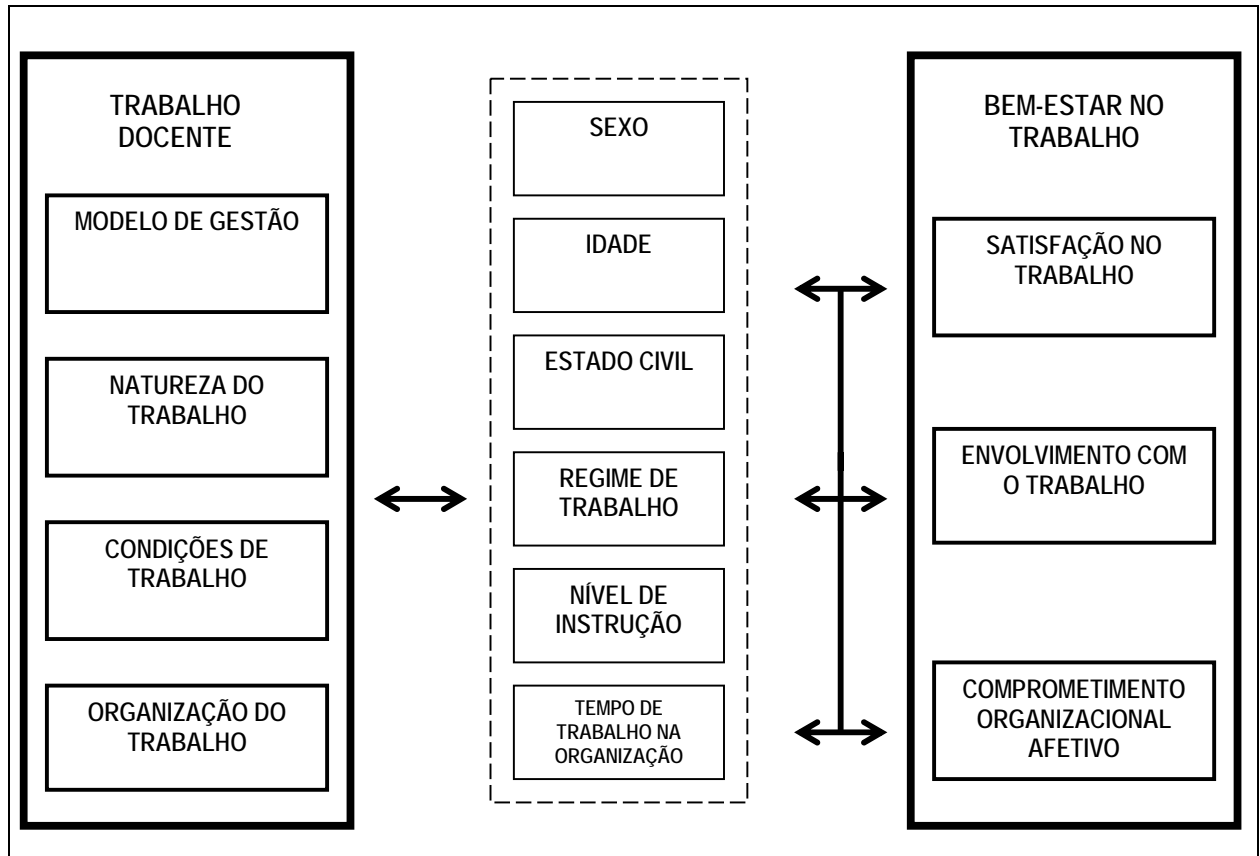 TRABALHO
DOCENTE
MODELO DE GESTÃO
NATUREZA DO
TRABALHO
CONDIÇÕES DE
TRABALHO
ORGANIZAÇÃO DO
TRABALHO
SEXO
IDADE
ESTADO CIVIL
REGIME DE
TRABALHO
NÍVEL DE
INSTRUÇÃO
TEMPO DE
TRABALHO NA
ORGANIZAÇÃO
BEM-ESTAR NO
TRABALHO
SATISFAÇÃO NO
TRABALHO
ENVOLVIMENTO COM
O TRABALHO
COMPROMETIMENTO
ORGANIZACIONAL
AFETIVO